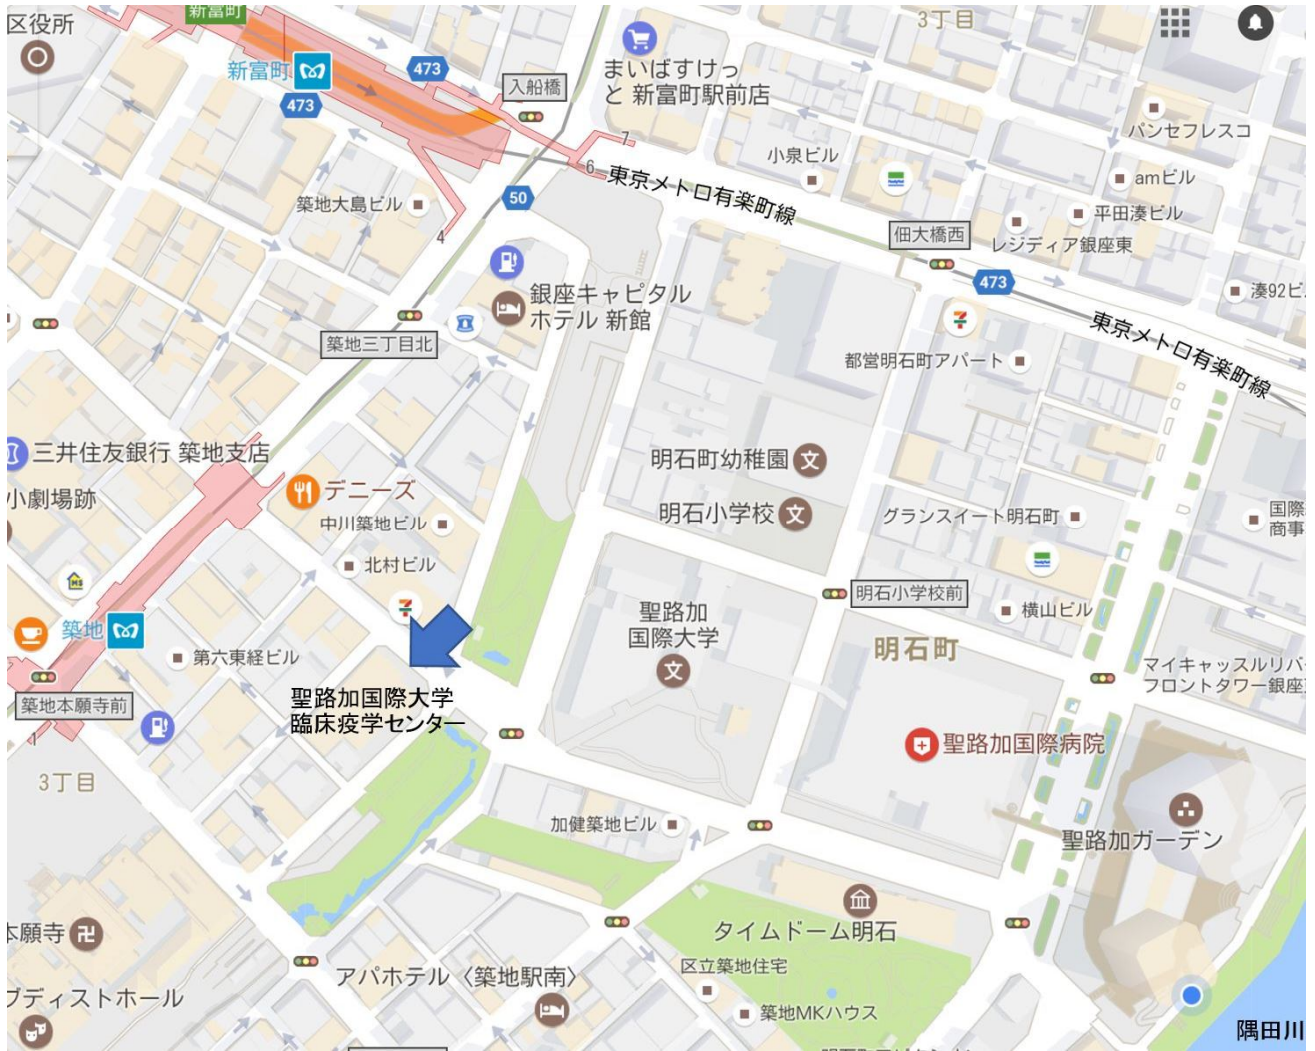 新富町
3丁目
区役所
新富町
473
473
入船橋
まいばすけっ
と 新富町駅前店
パンセフレスコ
7
6
小泉ビル
東京メトロ有楽町線
amビル
平田湊ビル
レジディア銀座東
築地大島ビル
4
50
佃大橋西
473
湊92ビ
銀座キャピタル
ホテル 新館
築地三丁目北
都営明石町アパート
東京メトロ有楽町線
三井住友銀行 築地支店
小劇場跡
デニーズ
中川築地ビル
北村ビル
明石町幼稚園
文
明石小学校
文
グランスイート明石町
国際
商事
明石小学校前
横山ビル
聖路加
国際大学
文
明石町
築地
第六東経ビル
マイキャッスルリバ
フロントタワー銀座
聖路加国際大学
臨床疫学センター
築地本願寺前
1
聖路加国際病院
3丁目
加健築地ビル
聖路加ガーデン
本願寺
卍
タイムドーム明石
区立築地住宅
アパホテル〈築地駅南〉
ブディストホール
築地MKハウス
隅田川